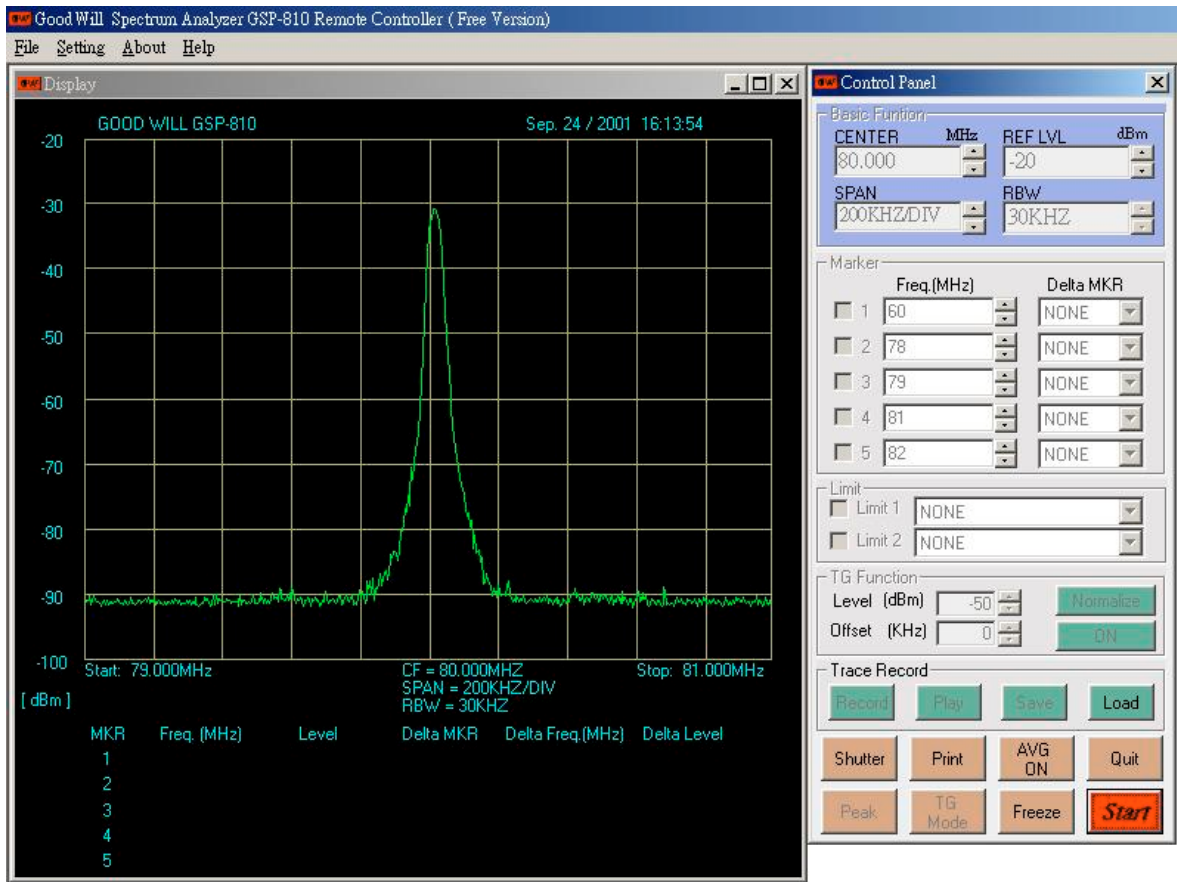 Good Will Spectrum Analyzer GSP-810 Remote Controller ( Free Version)
File Setting About Help
Display
GOOD WILL GSP-810 Sep. 24 / 2001 16:13:54
-20
-30
-40
-50
-60
-70
-80
-90
-100
[ dBm ]
Start: 79.000MHz CF = 80.000MHZ Stop: 81.000MHz
SPAN = 200KHZ/DIV
RBW = 30KHZ
MKR Freq. (MHz) Level Delta MKR Delta Freq.(MHz) Delta Level
1
2
3
4
5
Control Panel
Basic Funtion
CENTER MHz REF LVL dBm
80.000 -20
SPAN RBW
200KHZ/DIV 30KHZ
Marker
Freq.(MHz) Delta MKR
1 60 NONE
2 78 NONE
3 79 NONE
4 81 NONE
5 82 NONE
Limit
Limit 1 NONE
Limit 2 NONE
TG Function
Level (dBm) -50 Normalize
Offset (KHz) 0 ON
Trace Record
Record Play Save Load
Shutter Print AVG ON Quit
Peak TG Mode Freeze Start